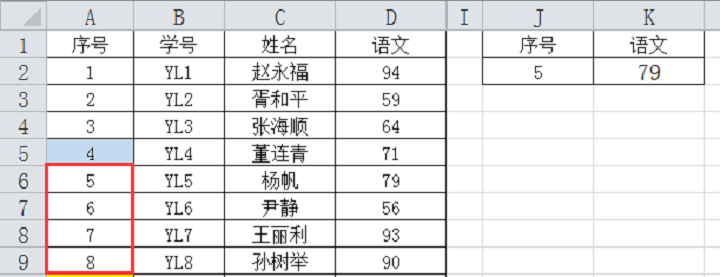 A B C D I J K
1 序号 学号 姓名 语文 序号 语文
2 1 YL1 赵永福 94 5 79
3 2 YL2 胥和平 59
4 3 YL3 张海顺 64
5 4 YL4 董连青 71
6 5 YL5 杨帆 79
7 6 YL6 尹静 56
8 7 YL7 王丽利 93
9 8 YL8 孙树举 90